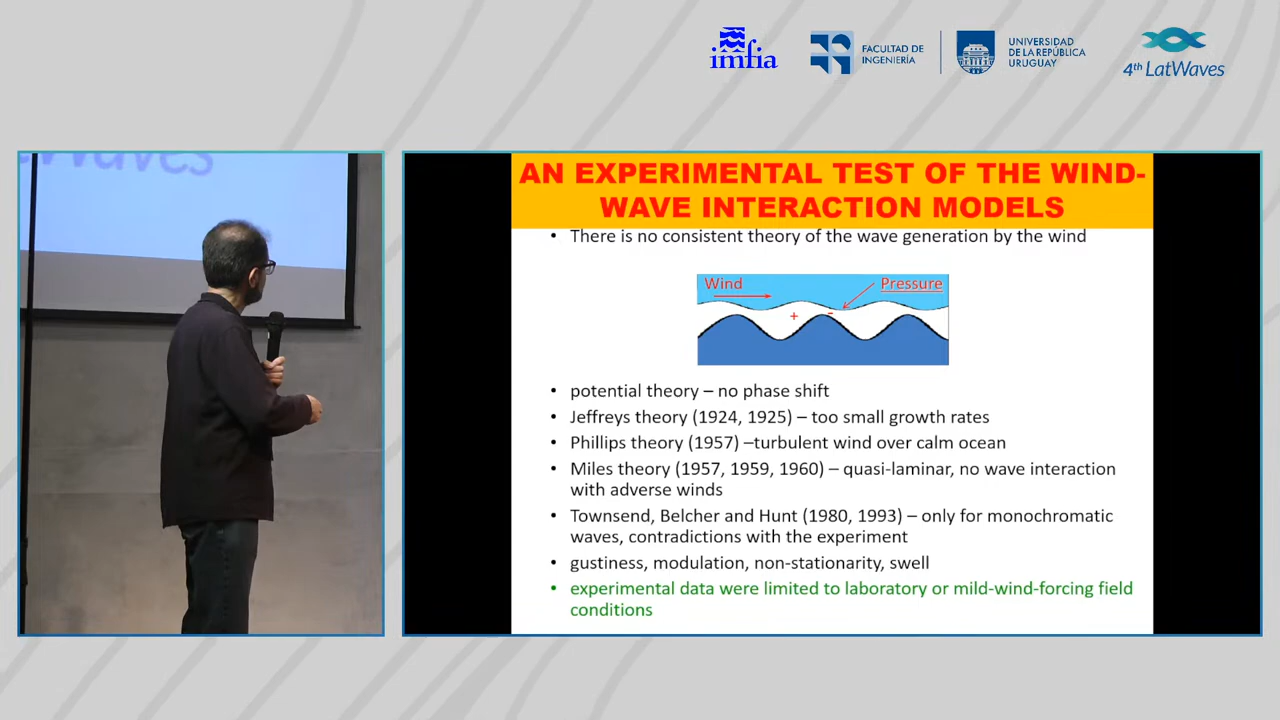 imfia
FACULTAD DE
INGENIERÍA
UNIVERSIDAD
DE LA REPÚBLICA
URUGUAY
4th LatWaves
Waves
AN EXPERIMENTAL TEST OF THE WIND-
WAVE INTERACTION MODELS
• There is no consistent theory of the wave generation by the wind
Wind
Pressure
+ -
• potential theory – no phase shift
• Jeffreys theory (1924, 1925) – too small growth rates
• Phillips theory (1957) –turbulent wind over calm ocean
• Miles theory (1957, 1959, 1960) – quasi-laminar, no wave interaction
with adverse winds
• Townsend, Belcher and Hunt (1980, 1993) – only for monochromatic
waves, contradictions with the experiment
• gustiness, modulation, non-stationarity, swell
• experimental data were limited to laboratory or mild-wind-forcing field
conditions